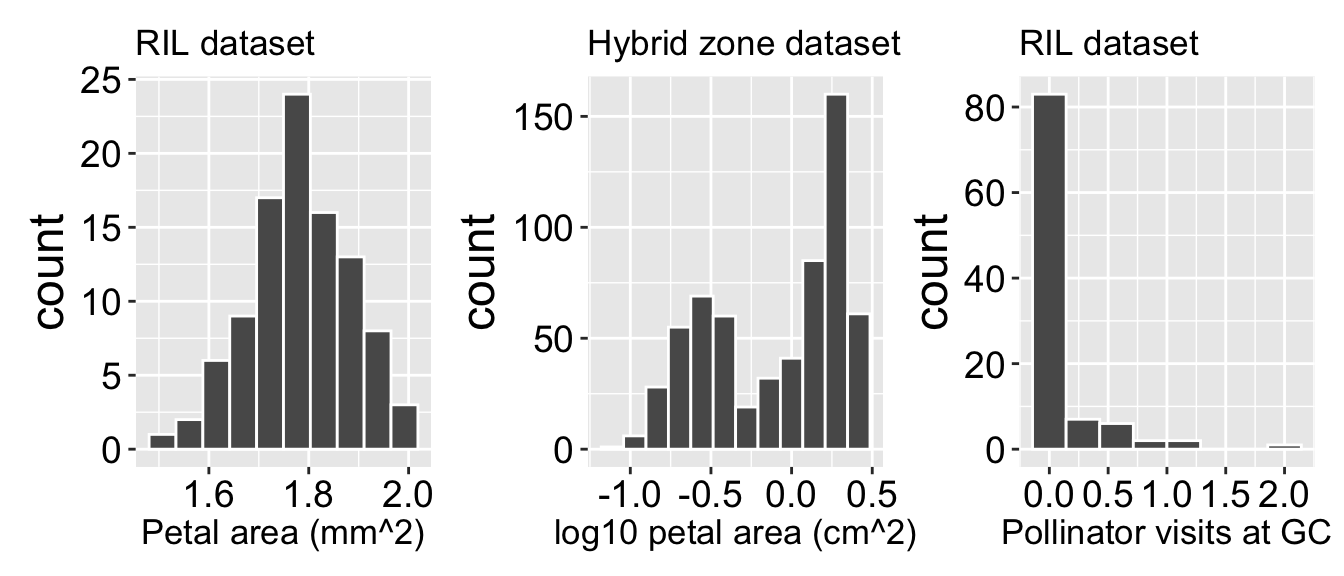 RIL dataset
count
25
20
15
10
5
0
1.6 1.8 2.0
Petal area (mm^2)
Hybrid zone dataset
count
150
100
50
0
-1.0 -0.5 0.0 0.5
log10 petal area (cm^2)
RIL dataset
count
80
60
40
20
0
0.0 0.5 1.0 1.5 2.0
Pollinator visits at GC